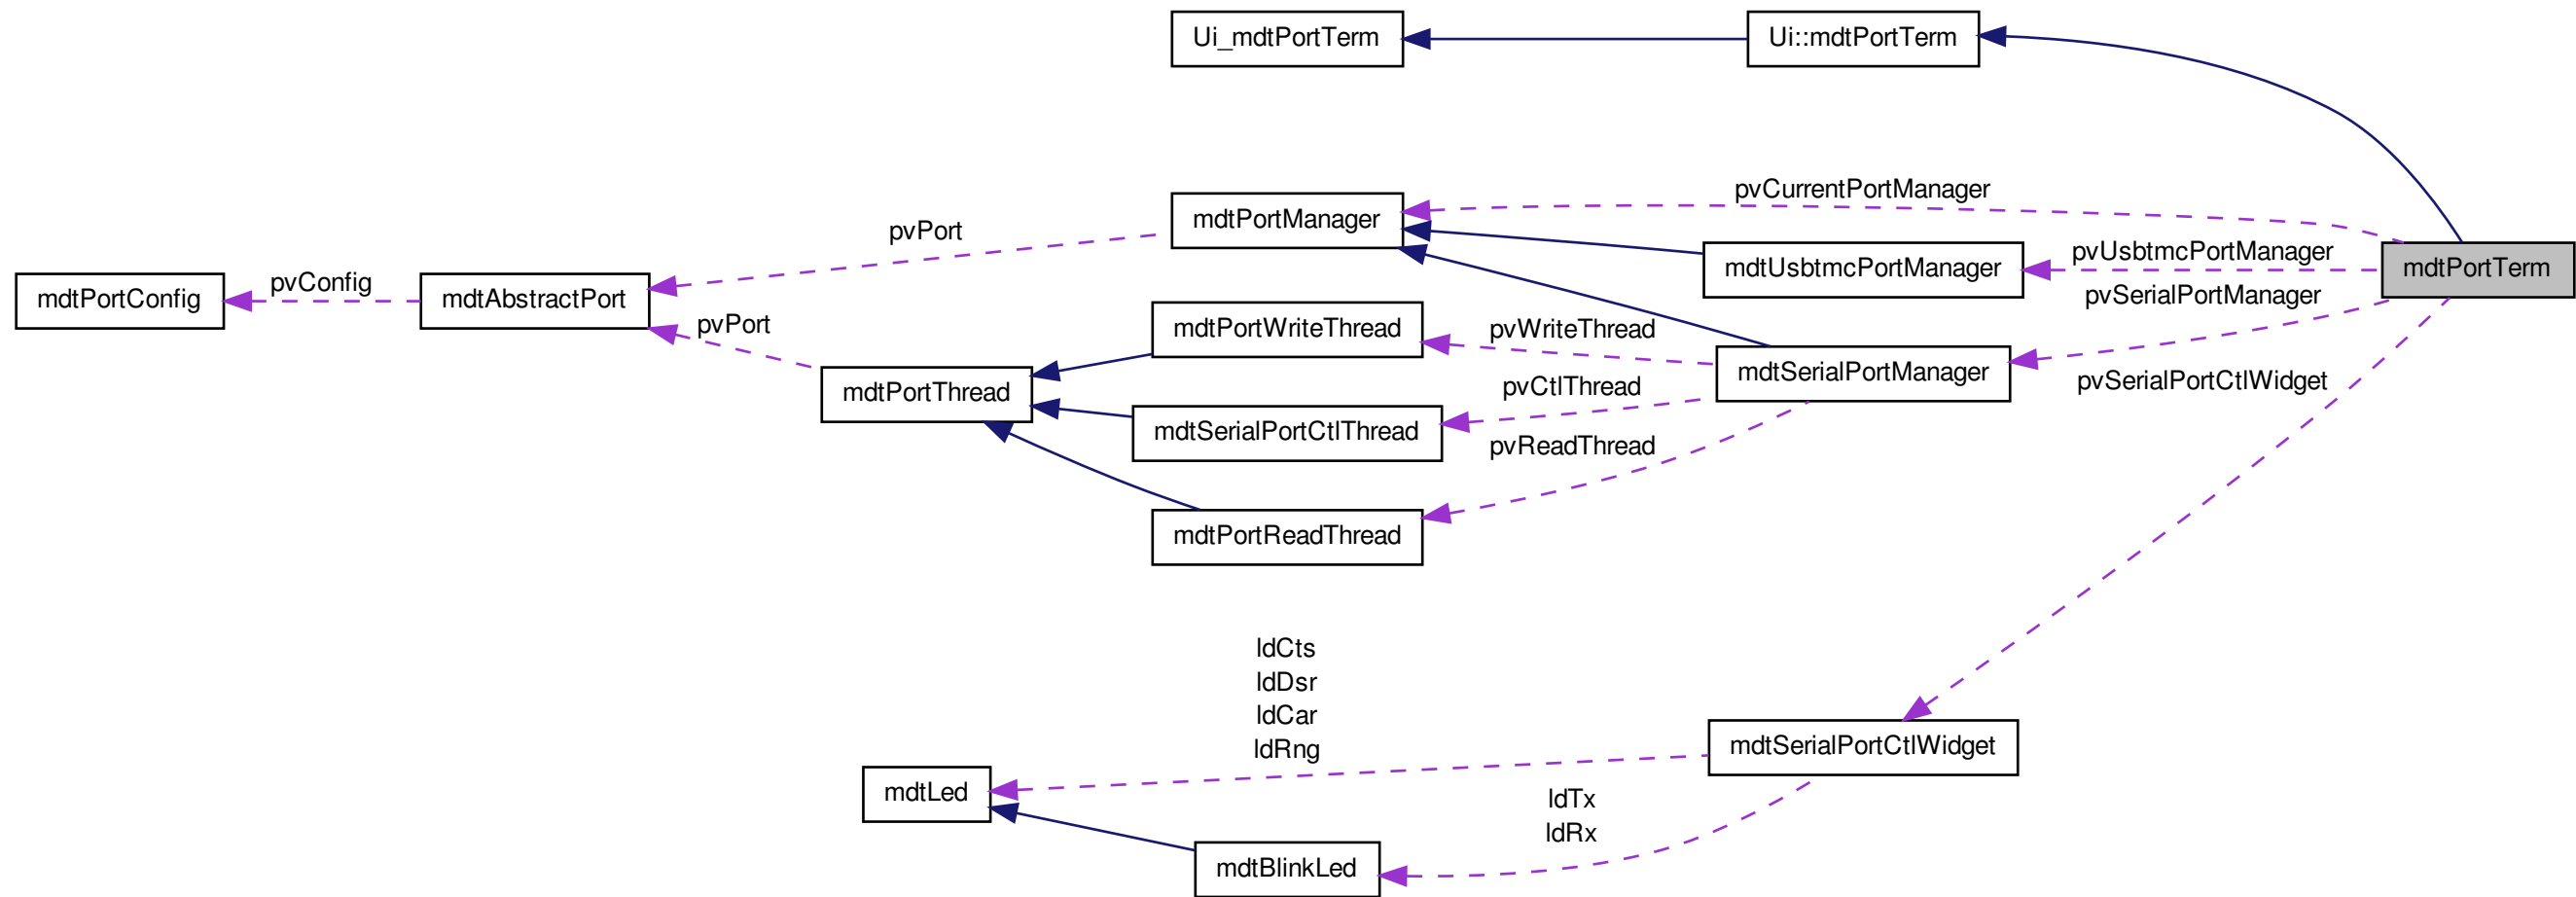 Ui_mdtPortTerm
Ui::mdtPortTerm
pvCurrentPortManager
mdtPortManager
pvPort
pvUsbtmcPortManager
mdtUsbtmcPortManager
mdtPortTerm
pvConfig
pvSerialPortManager
mdtPortConfig
mdtAbstractPort
pvPort
mdtPortWriteThread
pvWriteThread
mdtSerialPortManager
pvSerialPortCtlWidget
mdtPortThread
pvCtlThread
mdtSerialPortCtlThread
pvReadThread
mdtPortReadThread
ldCts
ldDsr
ldCar
ldRng
mdtSerialPortCtlWidget
mdtLed
ldTx
ldRx
mdtBlinkLed